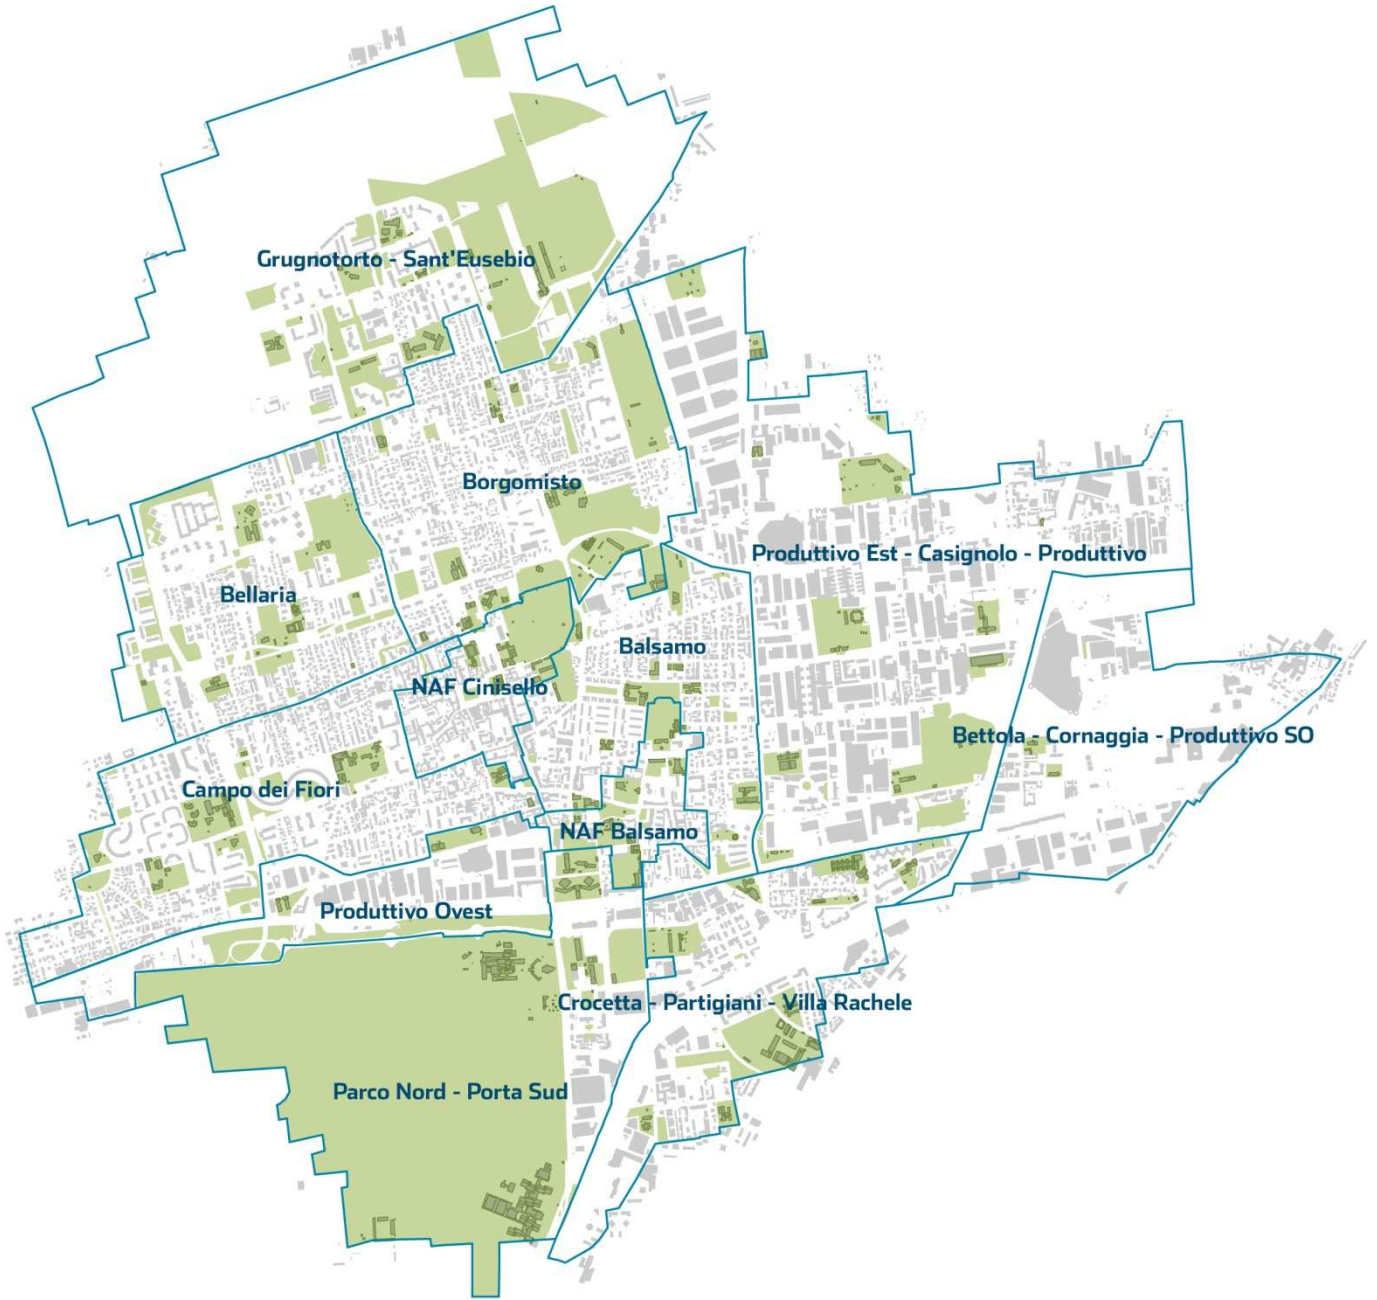 Grugnotorto - Sant'Eusebio
Borgomisto
Produttivo Est - Casignolo - Produttivo
Bellaria
Balsamo
NAF Cinisello
Bettola - Cornaggia - Produttivo SO
Campo dei Fiori
NAF Balsamo
Produttivo Ovest
Crocetta - Partigiani - Villa Rachele
Parco Nord - Porta Sud